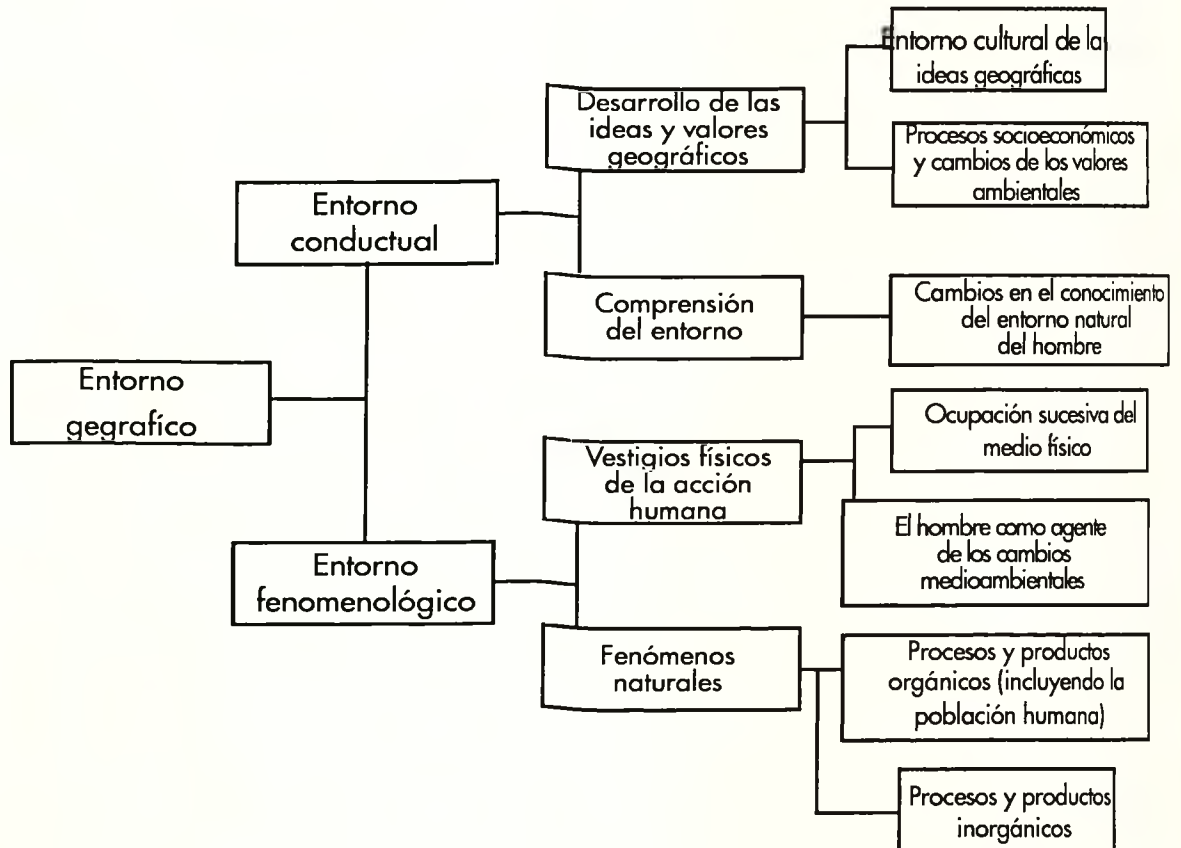 Entorno cultural de la
ideas geográficas
Desarrollo de las
ideas y valores
geográficos
Procesos socioeconómicos
y cambios de los valores
ambientales
Entorno
conductual
Comprensión
del entorno
Cambios en el conocimiento
del entorno natural
del hombre
Entorno
gegrafíco
Ocupación sucesiva del
medio físico
Vestigios físicos
de la acción
humana
El hombre como agente
de los cambios
medioambientales
Entorno
fenomenológico
Fenómenos
naturales
Procesos y productos
orgánicos (incluyendo la
población humana)
Procesos y productos
inorgánicos